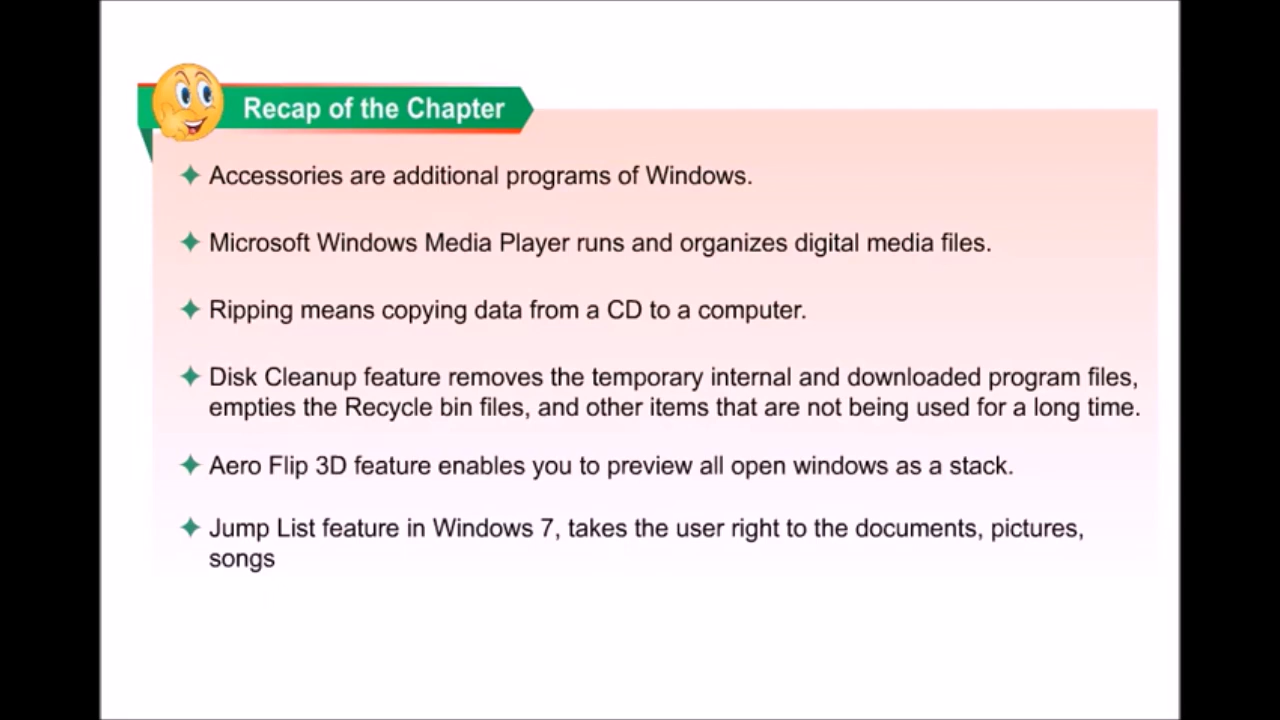 Recap of the Chapter
Accessories are additional programs of Windows.
Microsoft Windows Media Player runs and organizes digital media files.
Ripping means copying data from a CD to a computer.
Disk Cleanup feature removes the temporary internal and downloaded program files,
empties the Recycle bin files, and other items that are not being used for a long time.
Aero Flip 3D feature enables you to preview all open windows as a stack.
Jump List feature in Windows 7, takes the user right to the documents, pictures,
songs